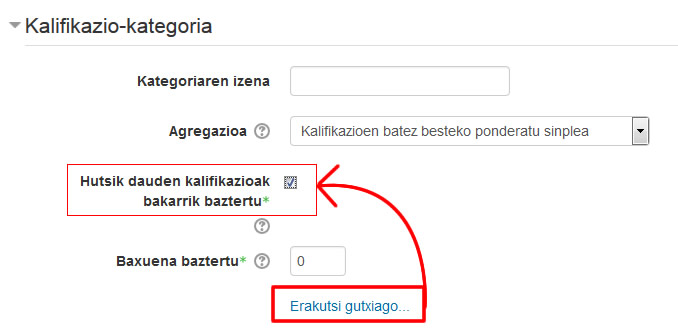 Kalifikazio-kategoria
Kategoriaren izena
Agregazioa ? Kalifikazioen batez besteko ponderatu sinplea
Hutsik dauden kalifikazioak
bakarrik baztertu*
?
Baxuena baztertu* ? 0
Erakutsi gutxiago...